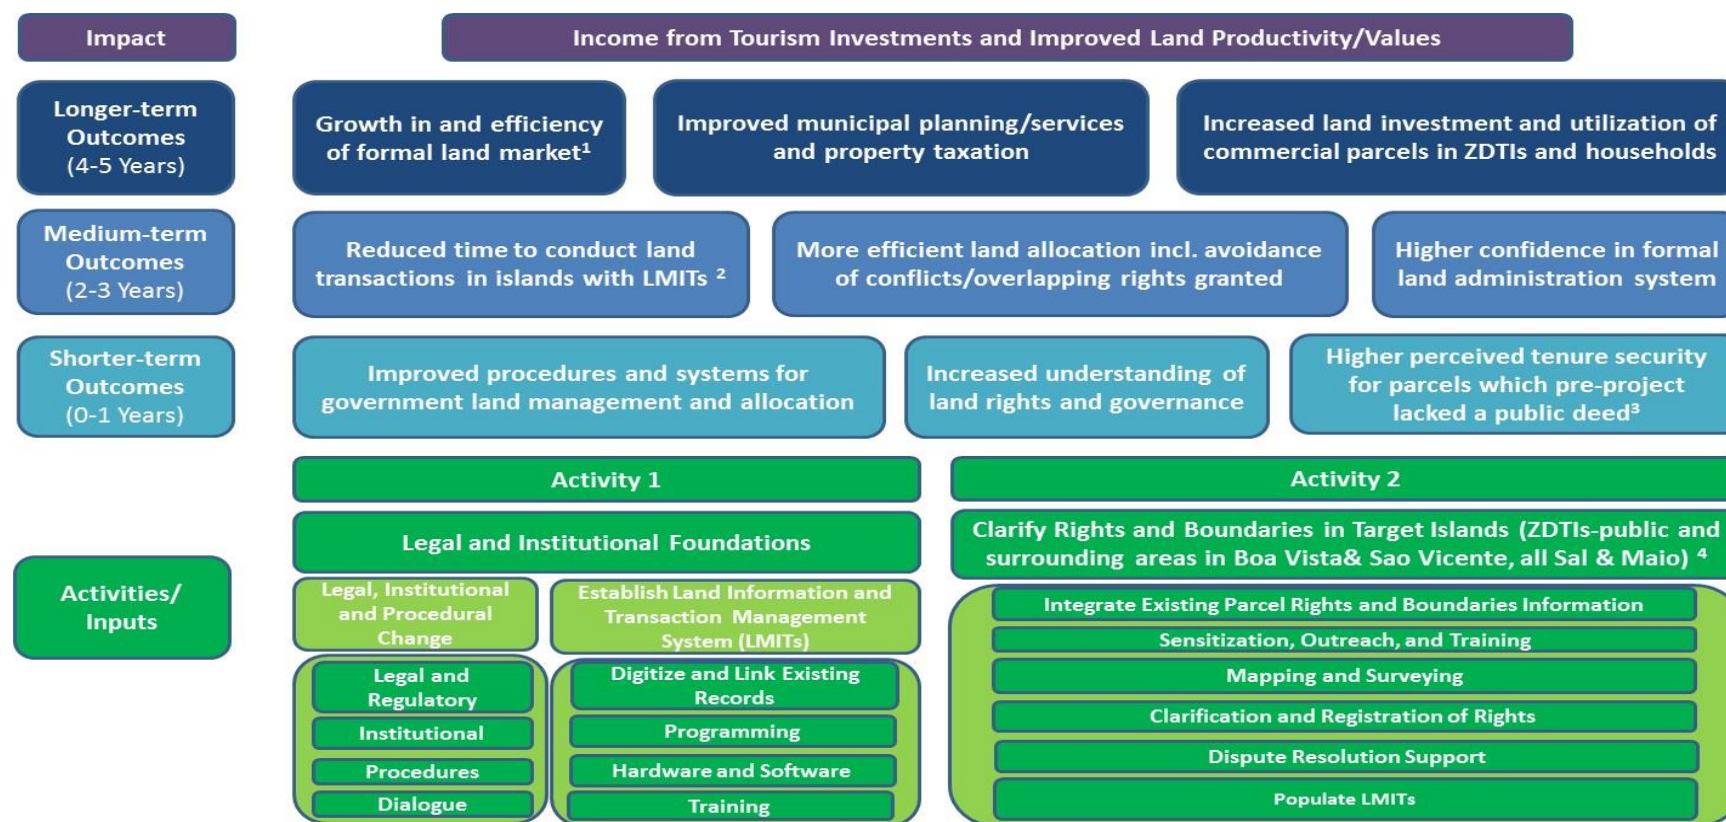 Impact
Income from Tourism Investments and Improved Land Productivity/Values
Longer-term
Outcomes
(4-5 Years)
Growth in and efficiency
of formal land market¹
Improved municipal planning/services
and property taxation
Increased land investment and utilization of
commercial parcels in ZDTIs and households
Medium-term
Outcomes
(2-3 Years)
Reduced time to conduct land
transactions in islands with LMITs ²
More efficient land allocation incl. avoidance
of conflicts/overlapping rights granted
Higher confidence in formal
land administration system
Shorter-term
Outcomes
(0-1 Years)
Improved procedures and systems for
government land management and allocation
Increased understanding of
land rights and governance
Higher perceived tenure security
for parcels which pre-project
lacked a public deed³
Activities/
Inputs
Activity 1
Legal and Institutional Foundations
Legal, Institutional
and Procedural
Change
Legal and
Regulatory
Institutional
Procedures
Dialogue
Establish Land Information and
Transaction Management
System (LMITs)
Digitize and Link Existing
Records
Programming
Hardware and Software
Training
Activity 2
Clarify Rights and Boundaries in Target Islands (ZDTIs-public and
surrounding areas in Boa Vista& Sao Vicente, all Sal & Maio) ⁴
Integrate Existing Parcel Rights and Boundaries Information
Sensitization, Outreach, and Training
Mapping and Surveying
Clarification and Registration of Rights
Dispute Resolution Support
Populate LMITs